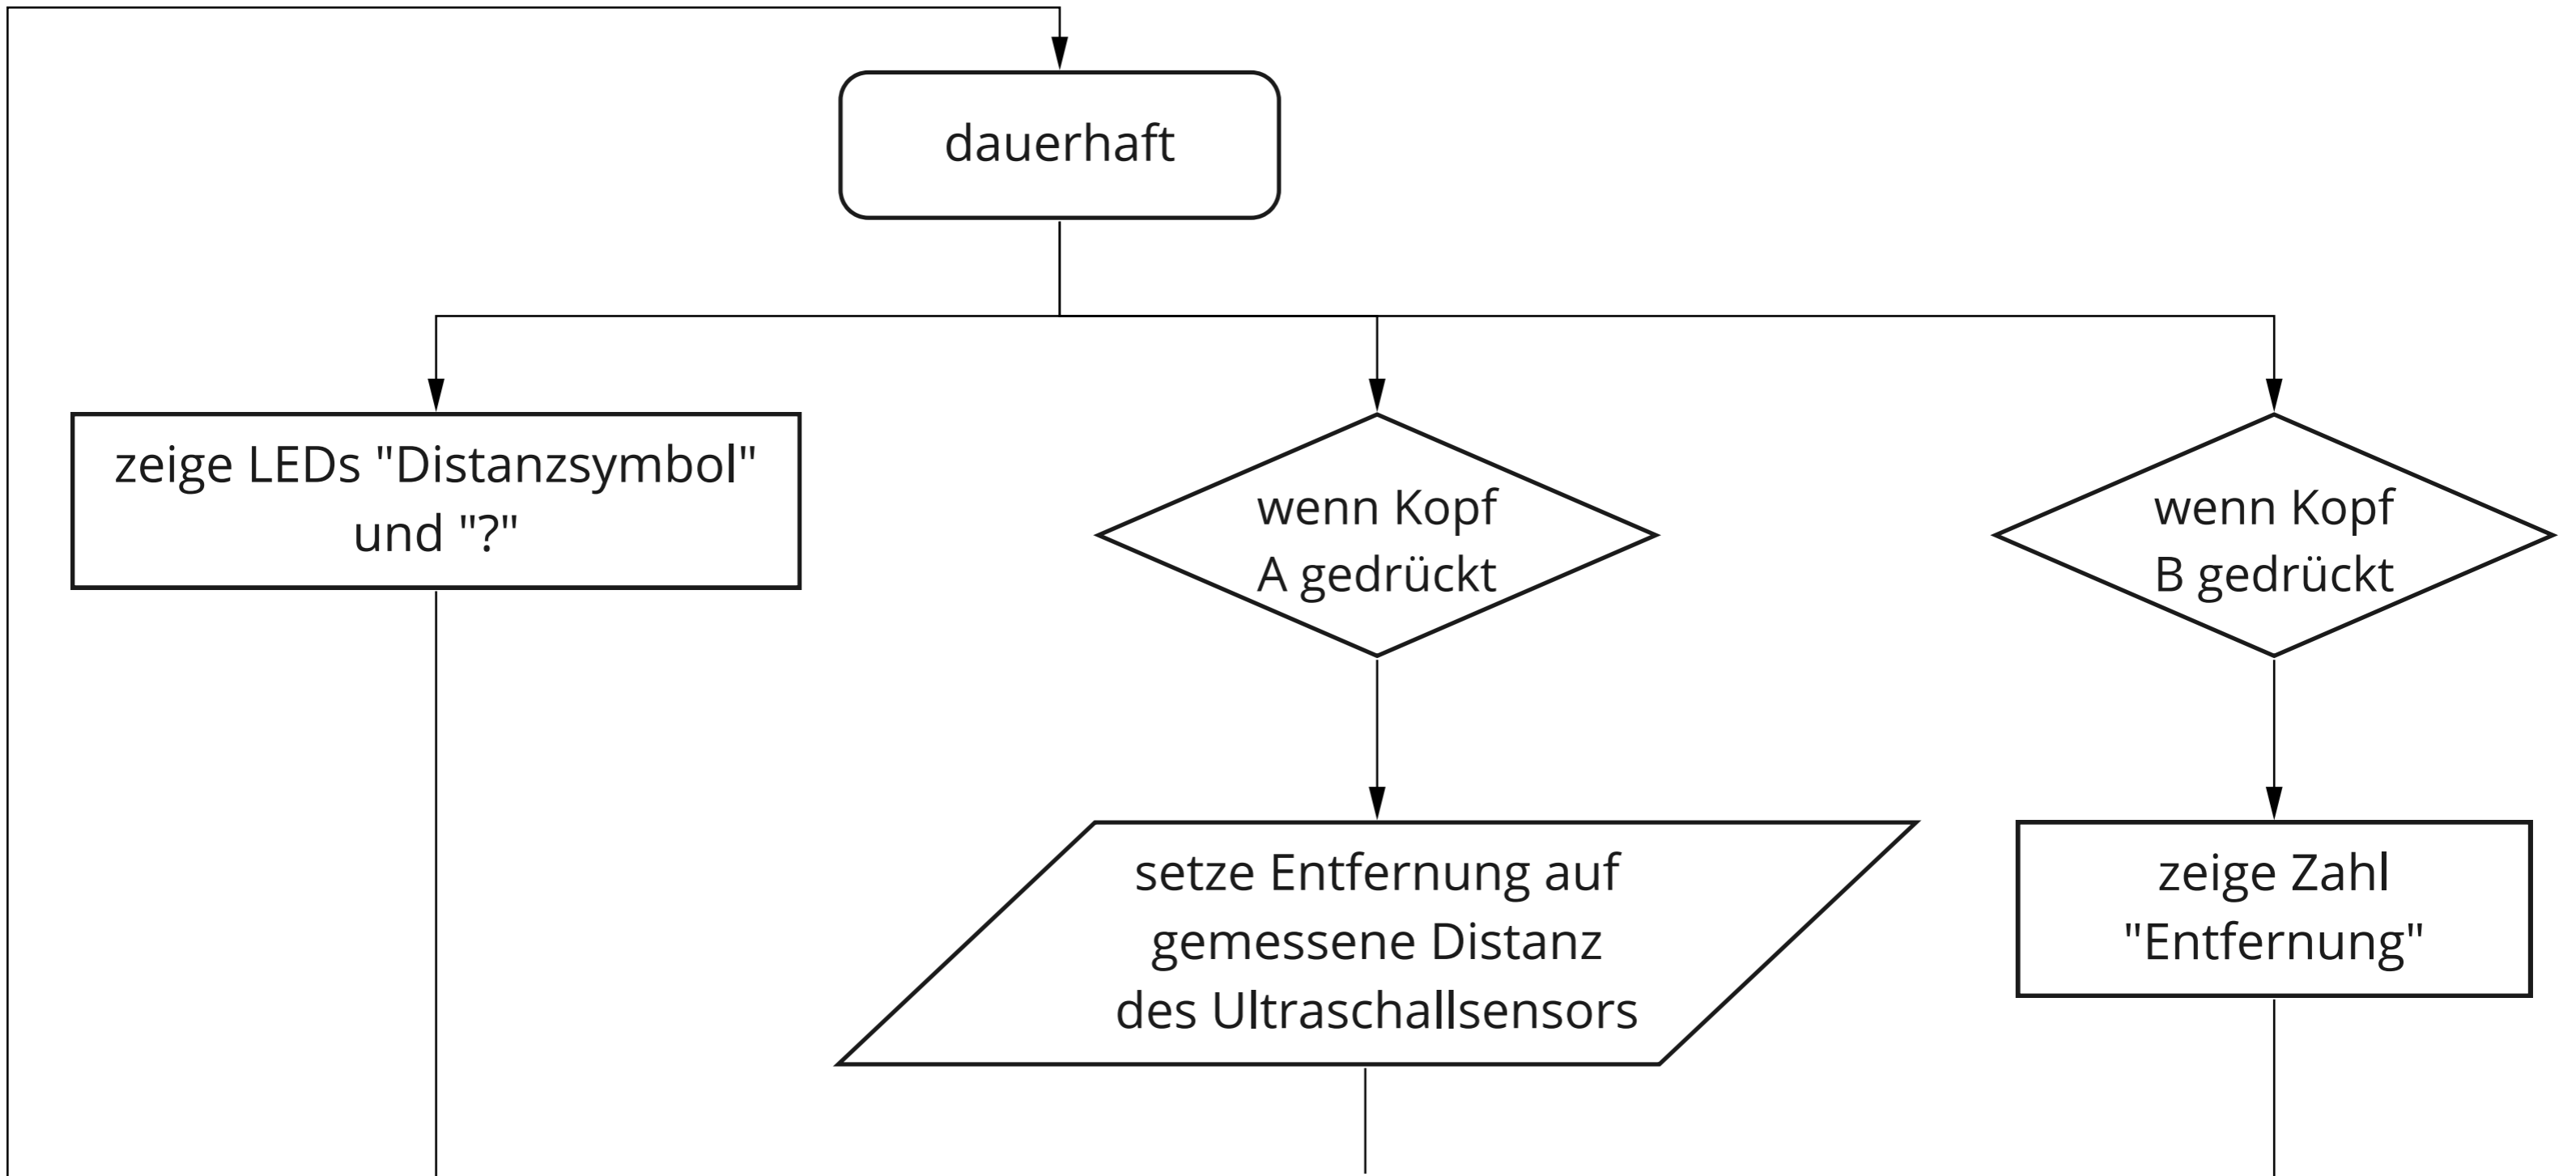 dauerhaft
zeige LEDs "Distanzsymbol"
und "?"
wenn Kopf
A gedrückt
wenn Kopf
B gedrückt
setze Entfernung auf
gemessene Distanz
des Ultraschallsensors
zeige Zahl
"Entfernung"